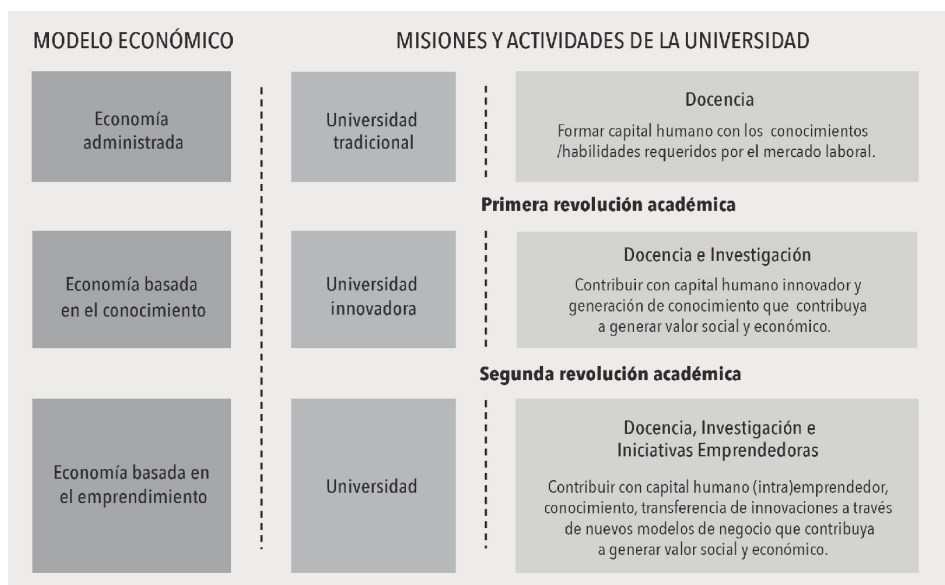 MODELO ECONÓMICO
MISIONES Y ACTIVIDADES DE LA UNIVERSIDAD
Economía
administrada
Universidad
tradicional
Docencia
Formar capital humano con los conocimientos
/habilidades requeridos por el mercado laboral.
Primera revolución académica
Economía basada
en el conocimiento
Universidad
innovadora
Docencia e Investigación
Contribuir con capital humano innovador y
generación de conocimiento que contribuya
a generar valor social y económico.
Segunda revolución académica
Economía basada en
el emprendimiento
Universidad
Docencia, Investigación e
Iniciativas Emprendedoras
Contribuir con capital humano (intra)emprendedor,
conocimiento, transferencia de innovaciones a través
de nuevos modelos de negocio que contribuya
a generar valor social y económico.